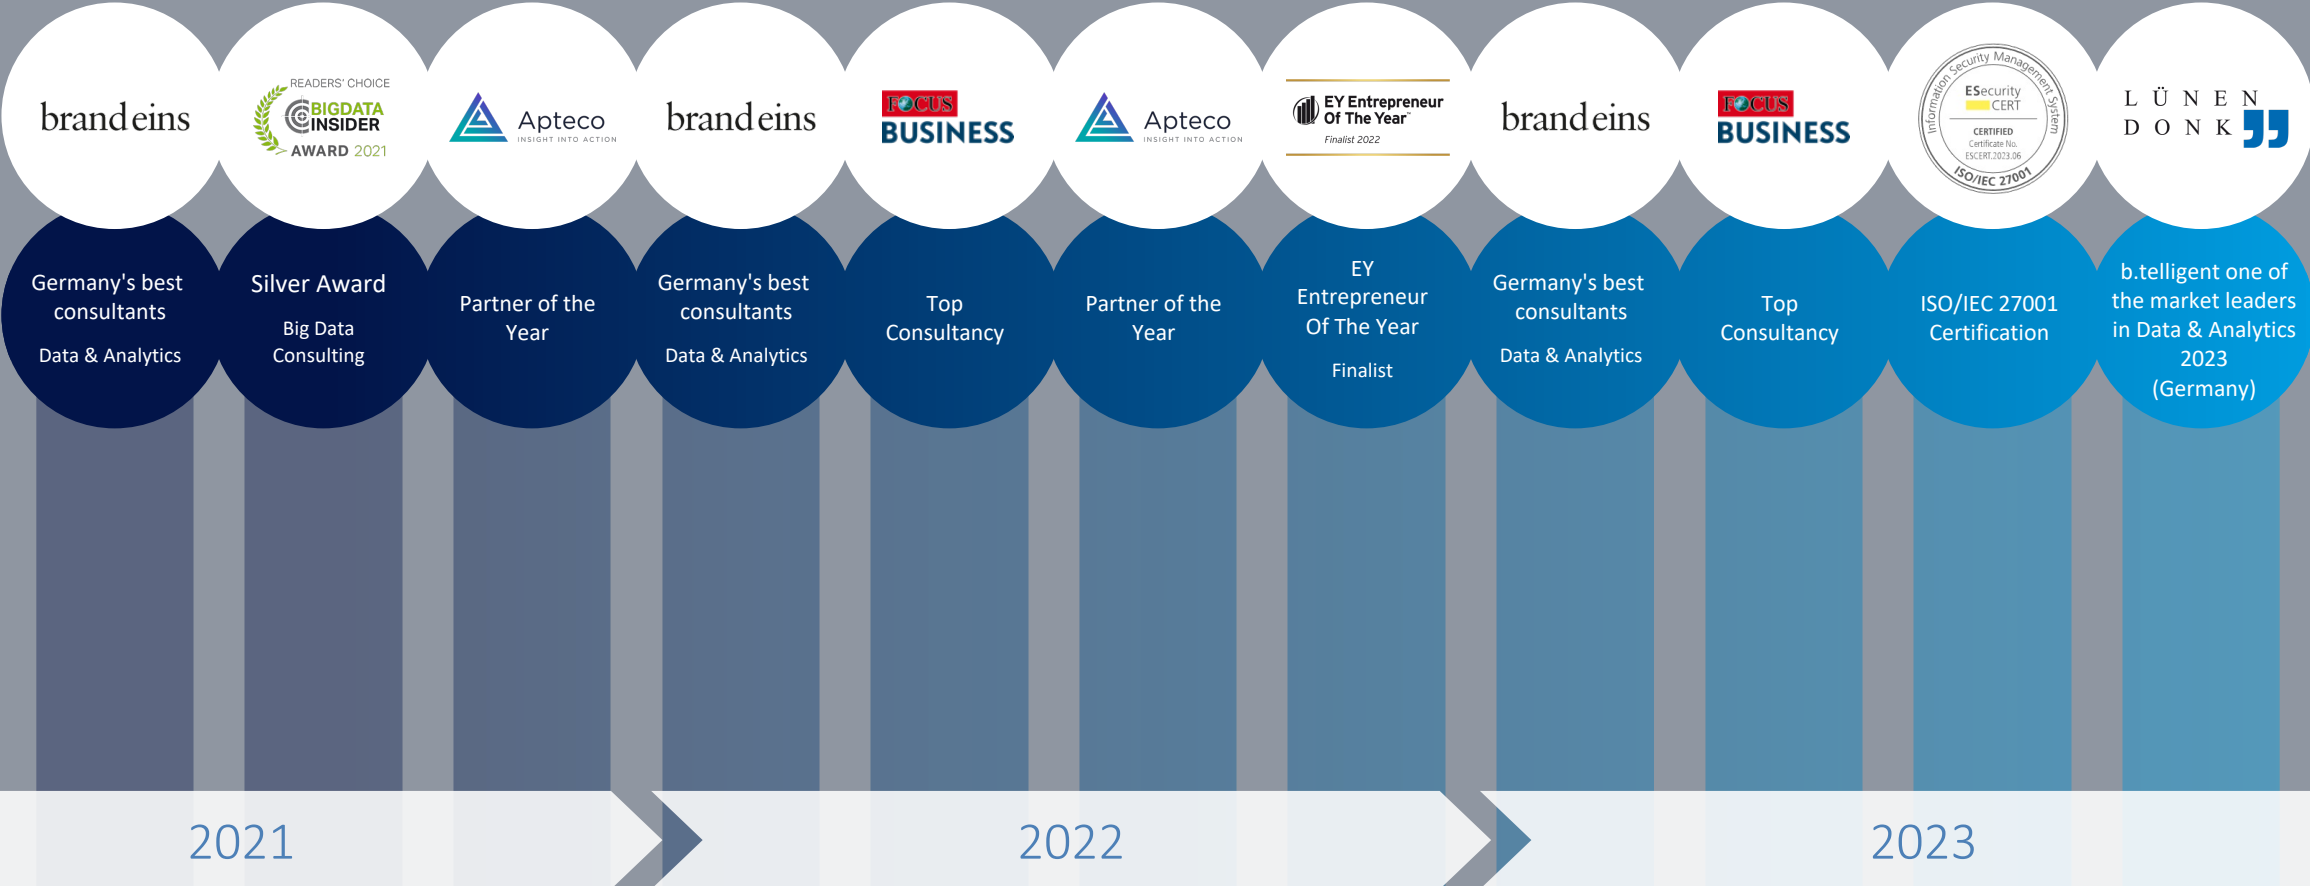 brand eins
READERS' CHOICE
BIGDATA
INSIDER
AWARD 2021
Apteco
INSIGHT INTO ACTION
brand eins
FOCUS
BUSINESS
Apteco
INSIGHT INTO ACTION
EY Entrepreneur
Of The Year™
Finalist 2022
brand eins
FOCUS
BUSINESS
Information Security Management System
ESecurity
CERT
CERTIFIED
Certificate No.
ESCERT.2023.06
ISO/IEC 27001
LÜNEN
DONK
Germany's best
consultants
Data & Analytics
Silver Award
Big Data
Consulting
Partner of the
Year
Germany's best
consultants
Data & Analytics
Top
Consultancy
Partner of the
Year
EY
Entrepreneur
Of The Year
Finalist
Germany's best
consultants
Data & Analytics
Top
Consultancy
ISO/IEC 27001
Certification
b.telligent one of
the market leaders
in Data & Analytics
2023
(Germany)
2021
2022
2023